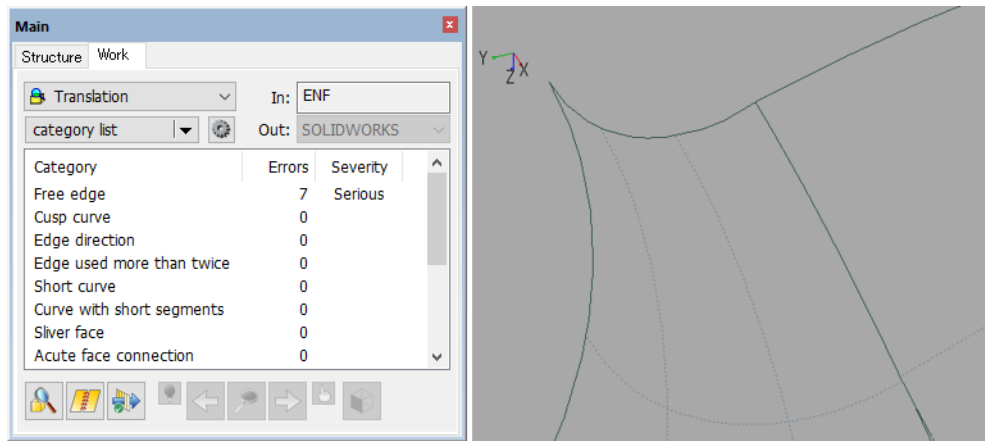 Main
Structure Work
Translation In: ENF
category list Out: SOLIDWORKS
Category Errors Severity
Free edge 7 Serious
Cusp curve 0
Edge direction 0
Edge used more than twice 0
Short curve 0
Curve with short segments 0
Sliver face 0
Acute face connection 0
Y
Z X